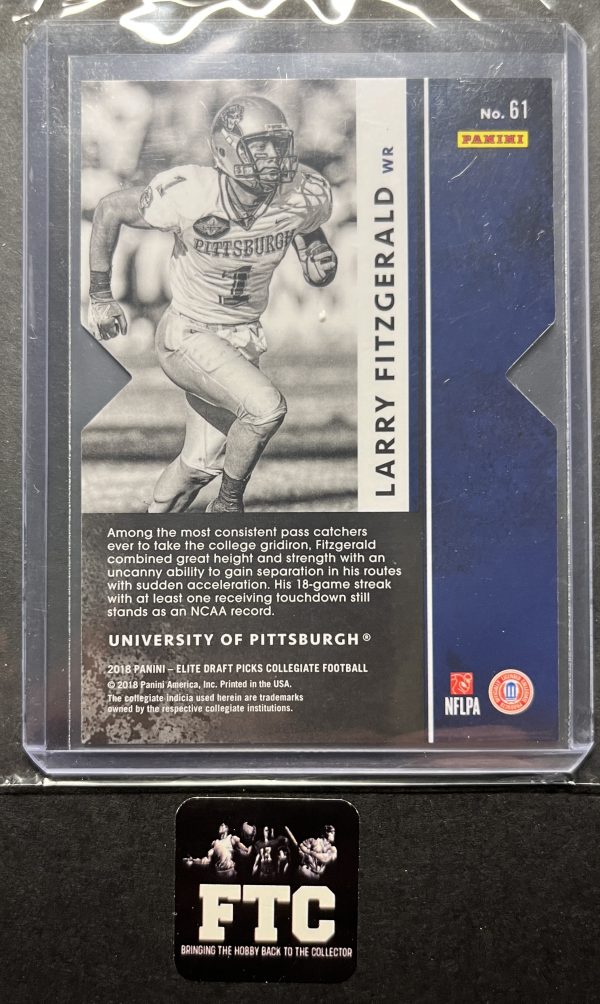 No. 61
PANINI
PITTSBURGH
1
1
LARRY FITZGERALD WR
Among the most consistent pass catchers
ever to take the college gridiron, Fitzgerald
combined great height and strength with an
uncanny ability to gain separation in his routes
with sudden acceleration. His 18-game streak
with at least one receiving touchdown still
stands as an NCAA record.
UNIVERSITY OF PITTSBURGH®
2018 PANINI – ELITE DRAFT PICKS COLLEGIATE FOOTBALL
© 2018 Panini America, Inc. Printed in the USA.
The collegiate indicia used herein are trademarks
owned by the respective collegiate institutions.
NFLPA
FTC
BRINGING THE HOBBY BACK TO THE COLLECTOR